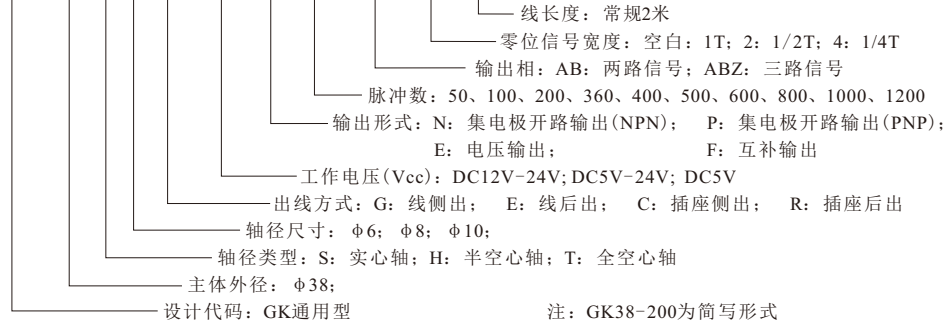 线长度：常规2米
零位信号宽度：空白：1T；2：1/2T；4：1/4T
输出相：AB：两路信号；ABZ：三路信号
脉冲数：50、100、200、360、400、500、600、800、1000、1200
输出形式：N：集电极开路输出(NPN)； P：集电极开路输出(PNP)；
E：电压输出； F：互补输出
工作电压(Vcc)：DC12V-24V; DC5V-24V; DC5V
出线方式：G：线侧出； E：线后出； C：插座侧出； R：插座后出
轴径尺寸：φ6；φ8；φ10；
轴径类型：S：实心轴；H：半空心轴；T：全空心轴
主体外径：φ38；
设计代码：GK通用型 注：GK38-200为简写形式